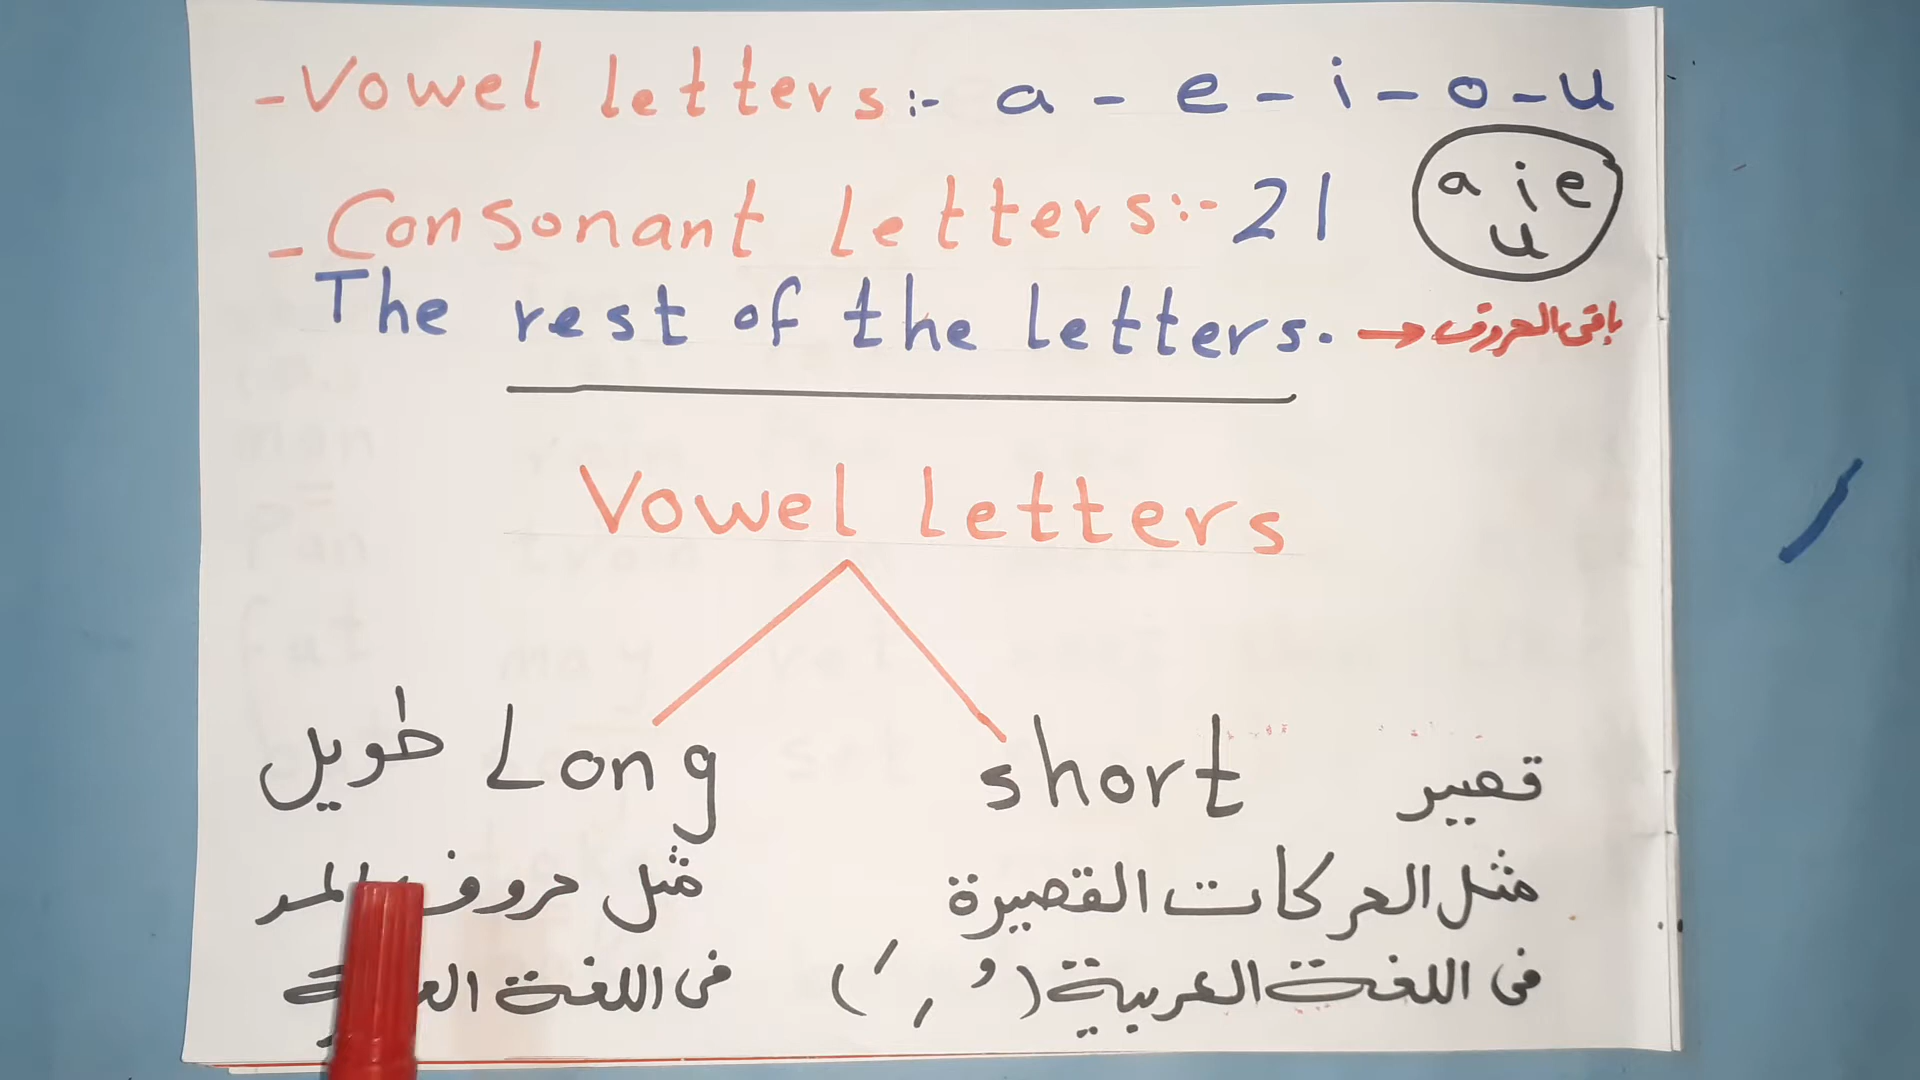 - Vowel letters:- a - e - i - o - u
a i e
u
- Consonant letters:- 21
The rest of the letters. → باقى الحروف
Vowel letters
طويل Long
short قصير
مثل حروف المد
فى اللغة
مثل الحركات القصيرة
فى اللغة العربية (ُ ِ َ)